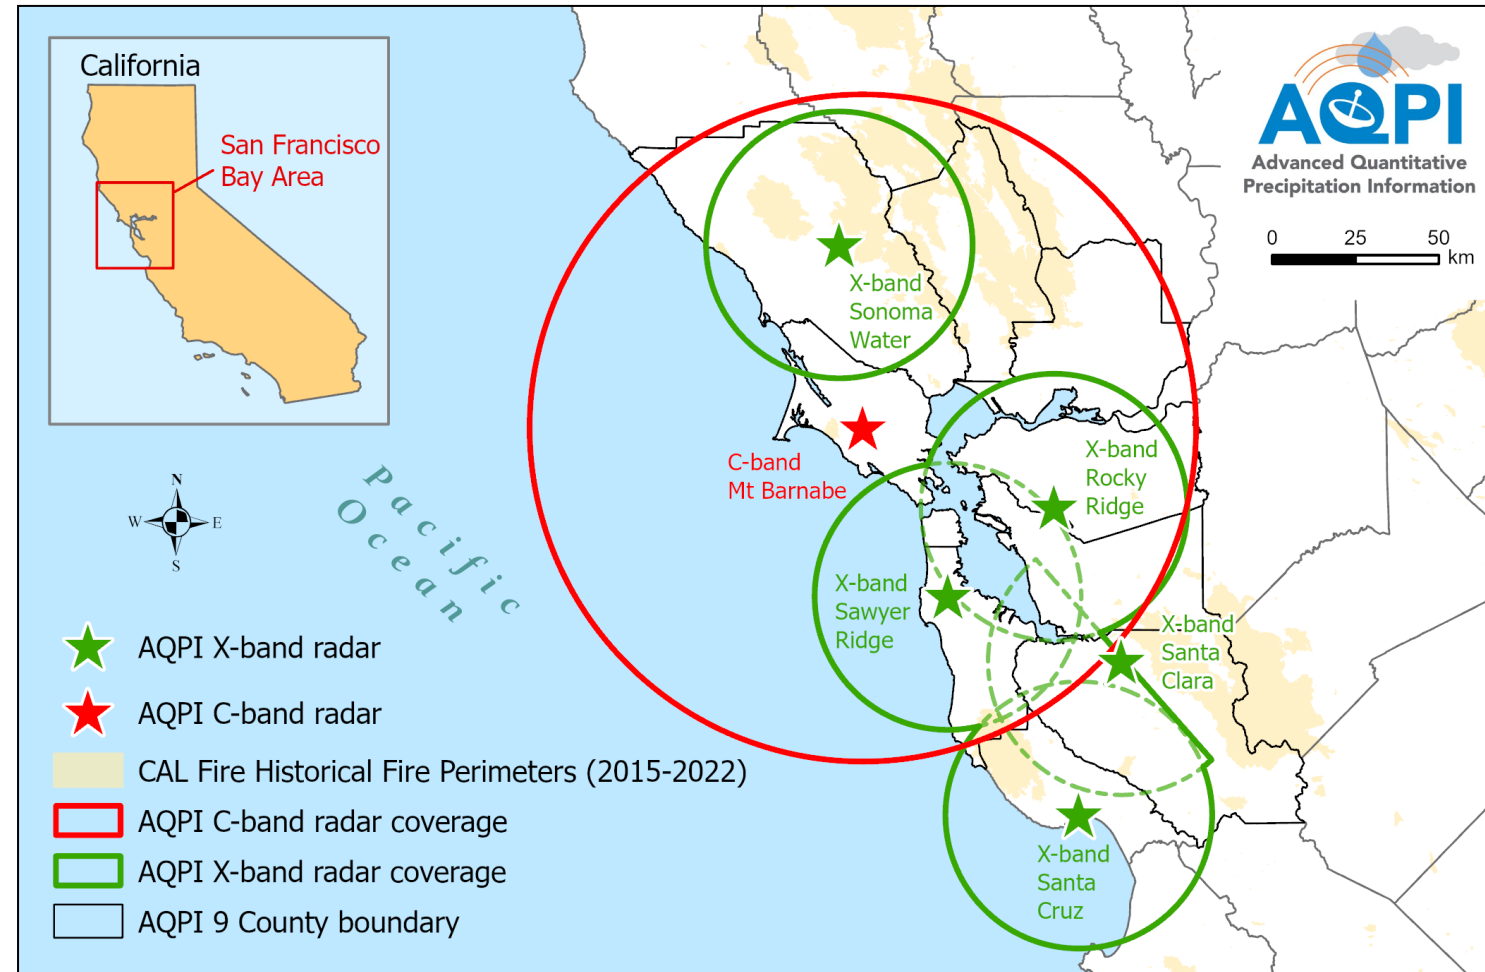 California
San Francisco
Bay Area
AQPI
Advanced Quantitative
Precipitation Information
0 25 50
km
X-band
Sonoma
Water
C-band
Mt Barnabe
X-band
Rocky
Ridge
X-band
Sawyer
Ridge
X-band
Santa
Clara
X-band
Santa
Cruz
Pacific
Ocean
N
W E
S
AQPI X-band radar
AQPI C-band radar
CAL Fire Historical Fire Perimeters (2015-2022)
AQPI C-band radar coverage
AQPI X-band radar coverage
AQPI 9 County boundary